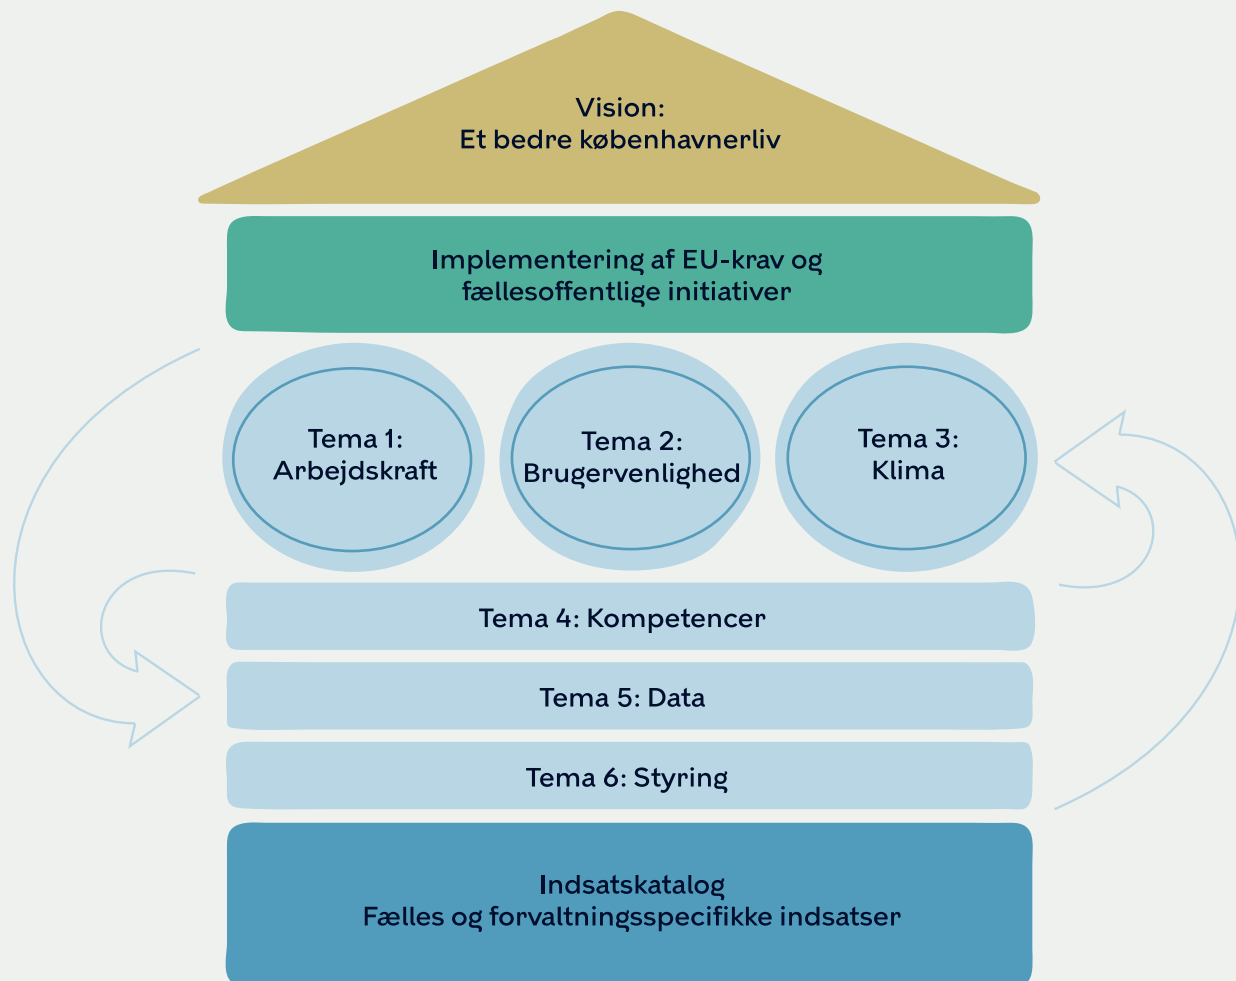 Vision:
Et bedre københavnerliv
Implementering af EU-krav og
fællesoffentlige initiativer
Tema 1:
Arbejdskraft
Tema 2:
Brugervenlighed
Tema 3:
Klima
Tema 4: Kompetencer
Tema 5: Data
Tema 6: Styring
Indsatskatalog
Fælles og forvaltningsspecifikke indsatser